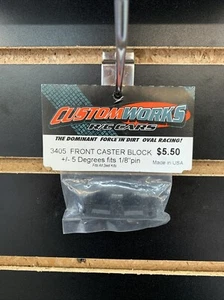 CUSTOMWORKS
R/C CARS
THE DOMINANT FORCE IN DIRT OVAL RACING!
3405 FRONT CASTER BLOCK $5.50
+/- 5 Degrees fits 1/8"pin
Made in USA